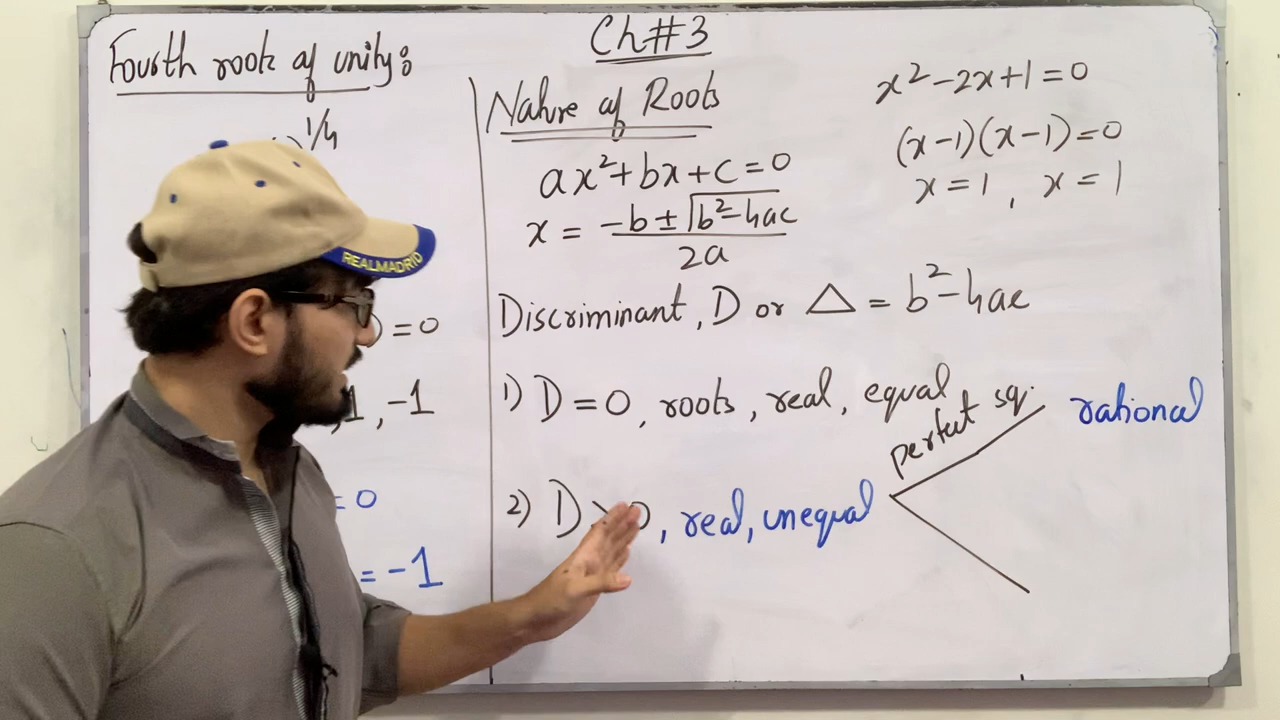 Ch#3
Fourth roots of unity:
1/4
= 0
, -1
= 0
= -1
Nature of Roots
ax² + bx + c = 0
x = -b ± √b² - 4ac / 2a
Discriminant, D or △ = b² - 4ac
1) D = 0, roots, real, equal
2) D > 0, real, unequal
perfect sq.
rational
x² - 2x + 1 = 0
(x - 1)(x - 1) = 0
x = 1, x = 1
REALMADRID